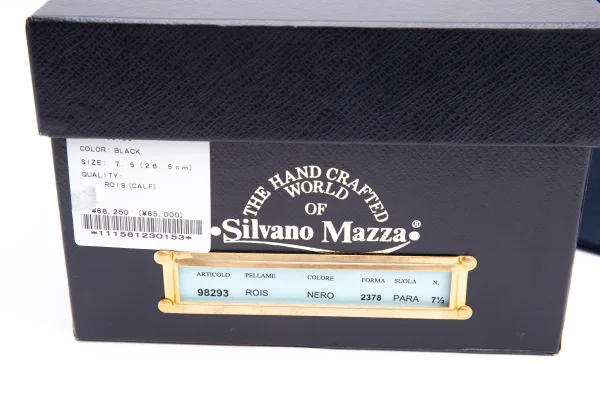 COLOR: BLACK
SIZE: 7. 5 (26. 5cm)
QUALITY:
ROIS (CALF)
¥68,250 (¥65,000)
*111561230153*
THE HAND CRAFTED
WORLD
OF
•Silvano Mazza•®
ARTICOLO PELLAME COLORE FORMA SUOLA N.
98293 ROIS NERO 2378 PARA 7½